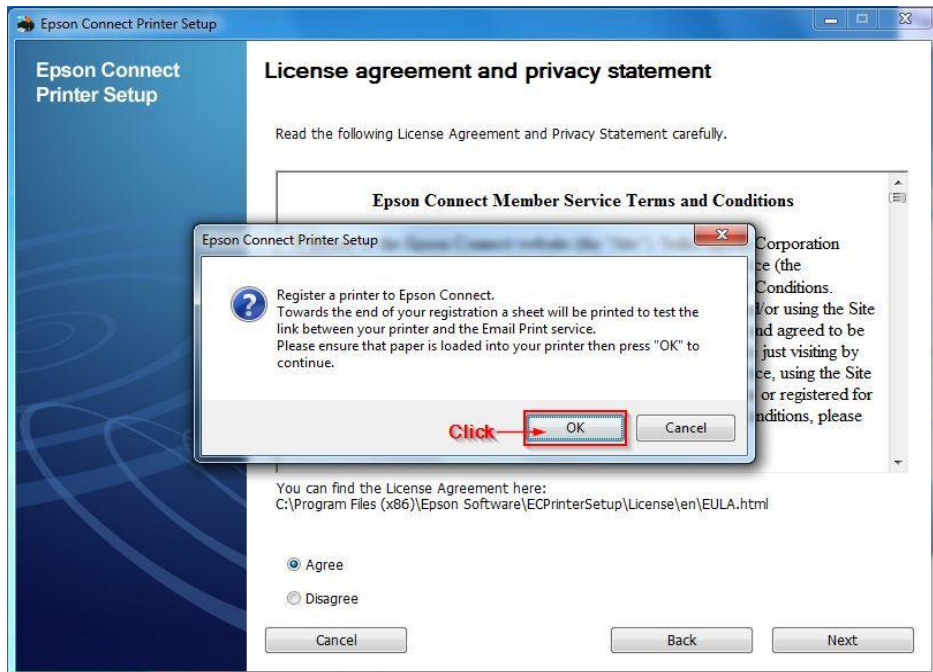 Epson Connect Printer Setup
Epson Connect
Printer Setup
License agreement and privacy statement
Read the following License Agreement and Privacy Statement carefully.
Epson Connect Member Service Terms and Conditions
Corporation
ce (the
Conditions.
d/or using the Site
nd agreed to be
just visiting by
ce, using the Site
or registered for
nditions, please
Epson Connect Printer Setup
Register a printer to Epson Connect.
Towards the end of your registration a sheet will be printed to test the
link between your printer and the Email Print service.
Please ensure that paper is loaded into your printer then press "OK" to
continue.
Click
OK
Cancel
You can find the License Agreement here:
C:\Program Files (x86)\Epson Software\ECPrinterSetup\License\en\EULA.html
Agree
Disagree
Cancel
Back
Next